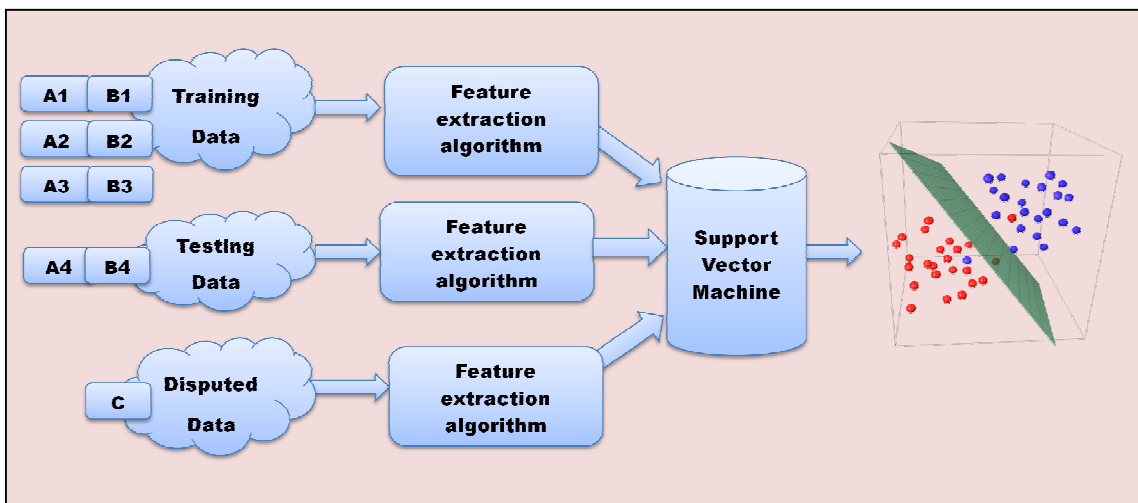 A1 B1
A2 B2
A3 B3
Training
Data
Feature
extraction
algorithm
A4 B4
Testing
Data
Feature
extraction
algorithm
C
Disputed
Data
Feature
extraction
algorithm
Support
Vector
Machine